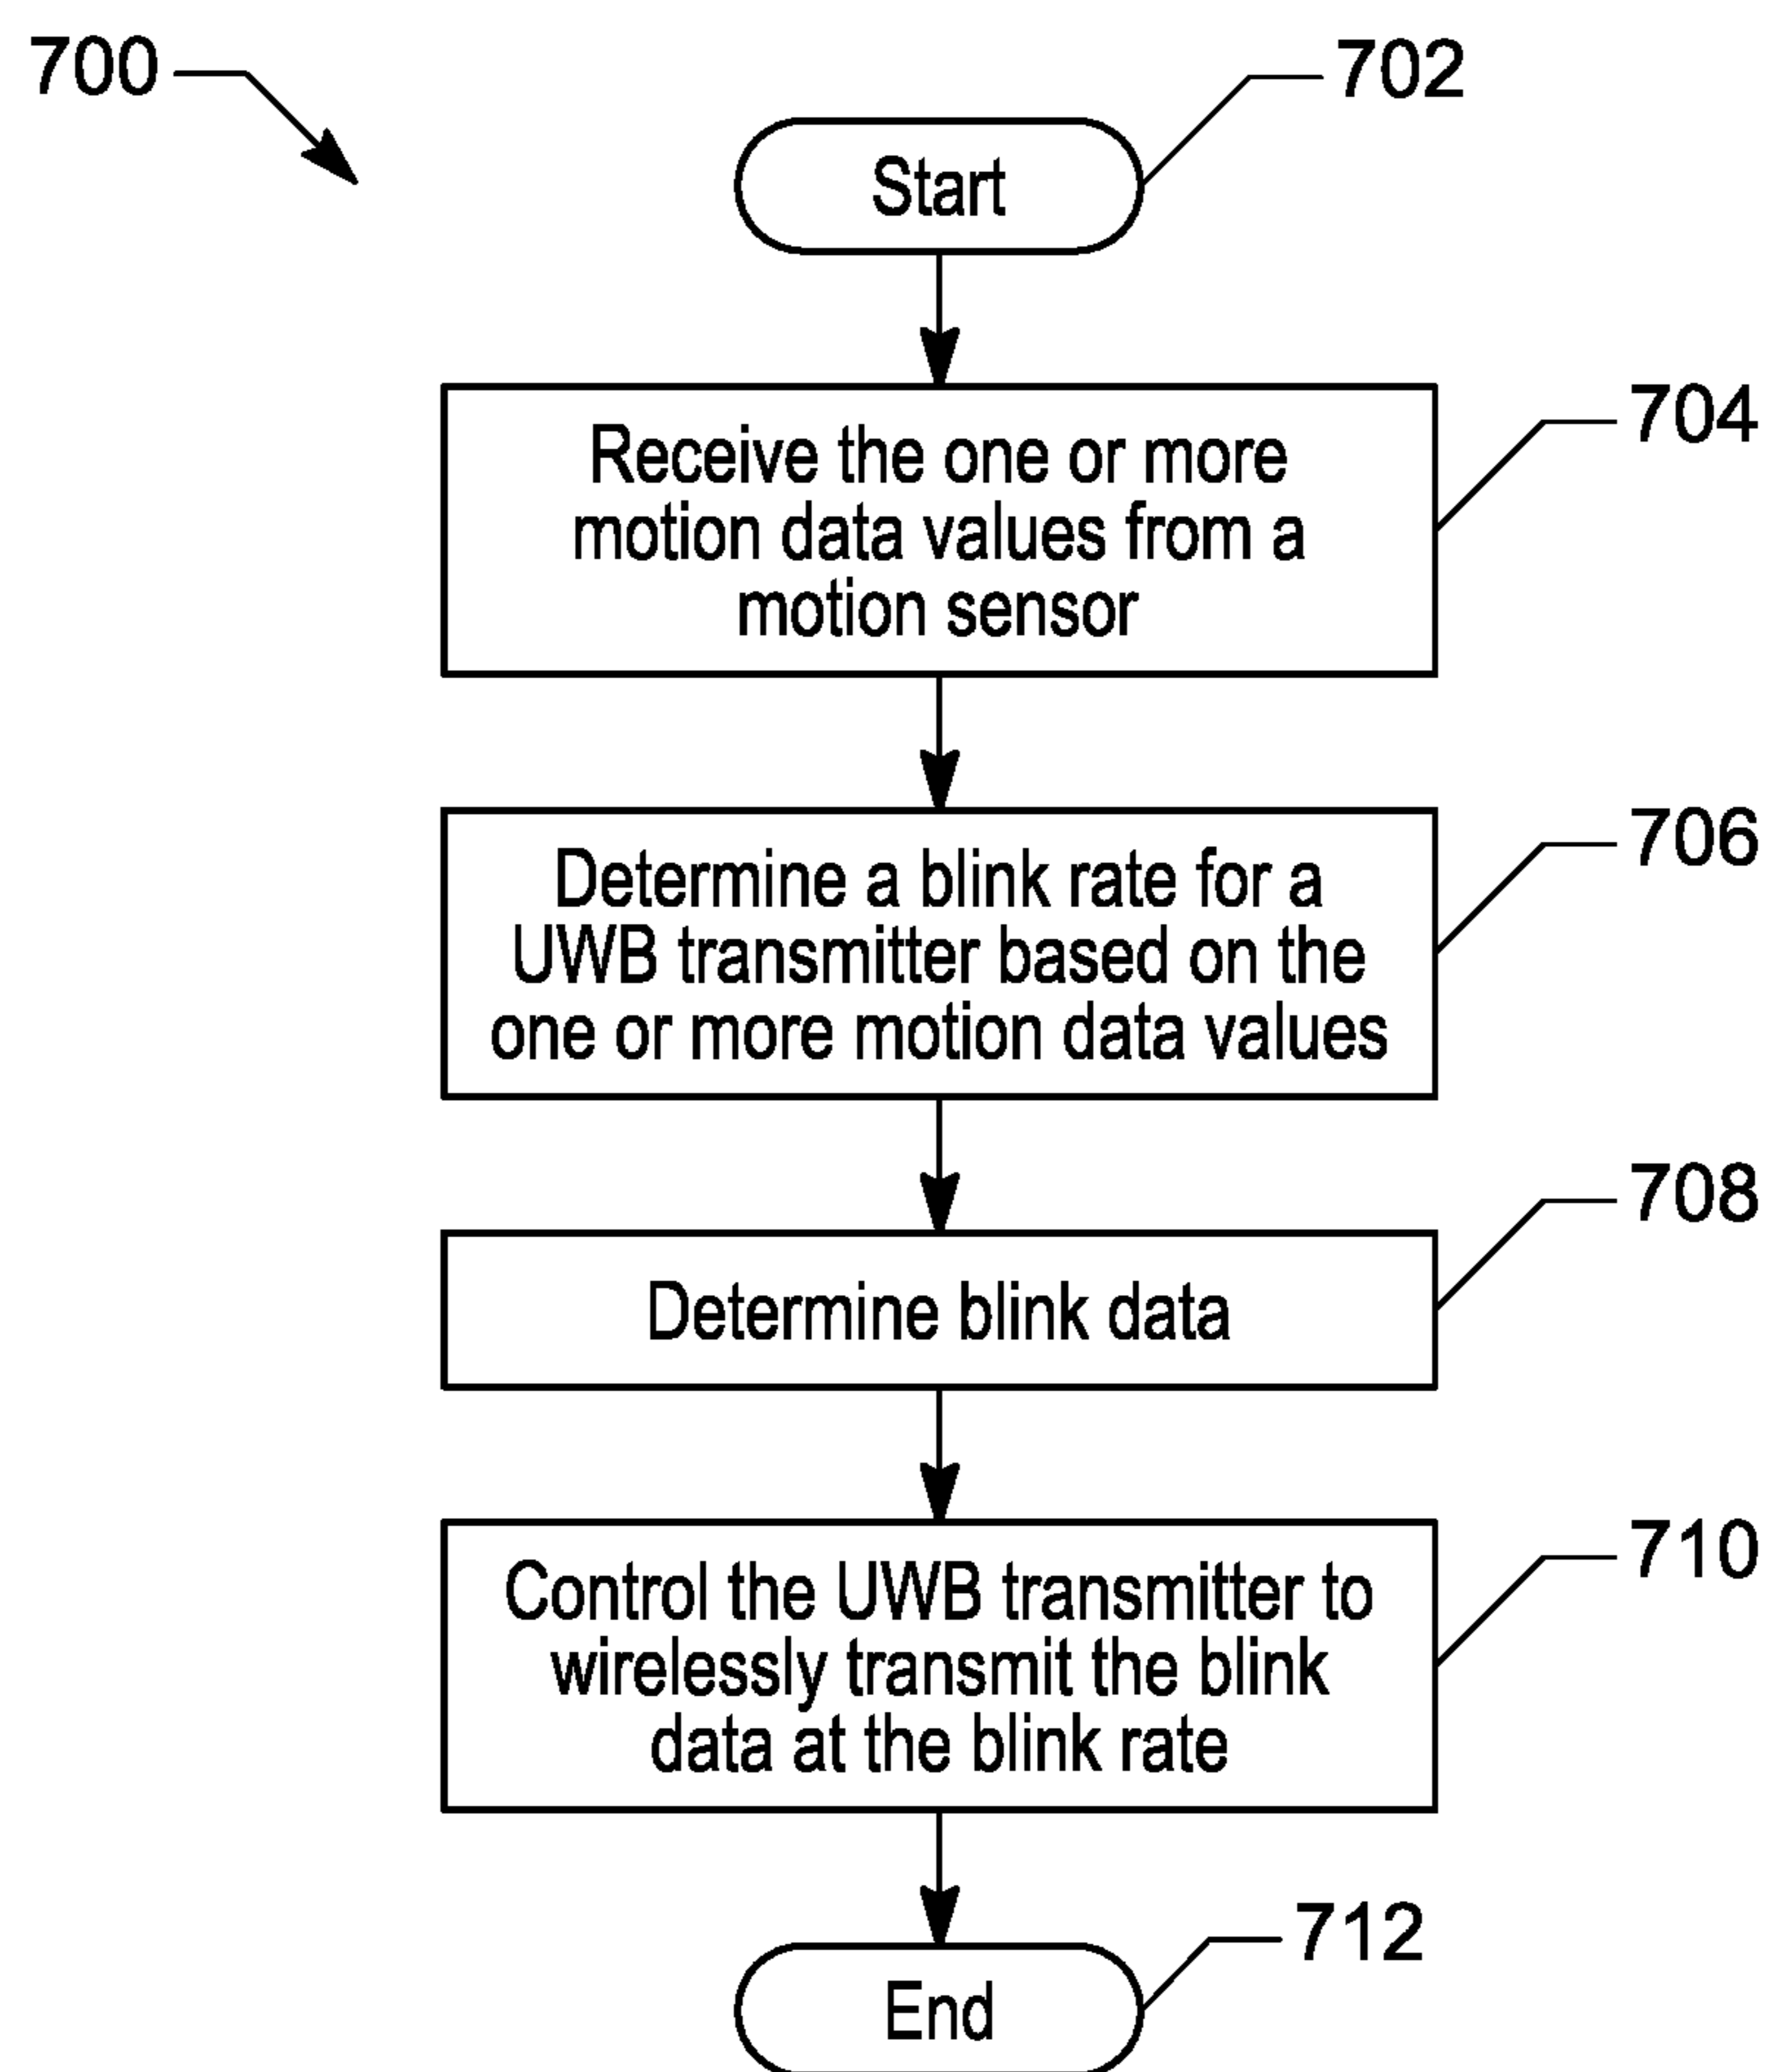 700
702
Start
704
Receive the one or more
motion data values from a
motion sensor
706
Determine a blink rate for a
UWB transmitter based on the
one or more motion data values
708
Determine blink data
710
Control the UWB transmitter to
wirelessly transmit the blink
data at the blink rate
712
End